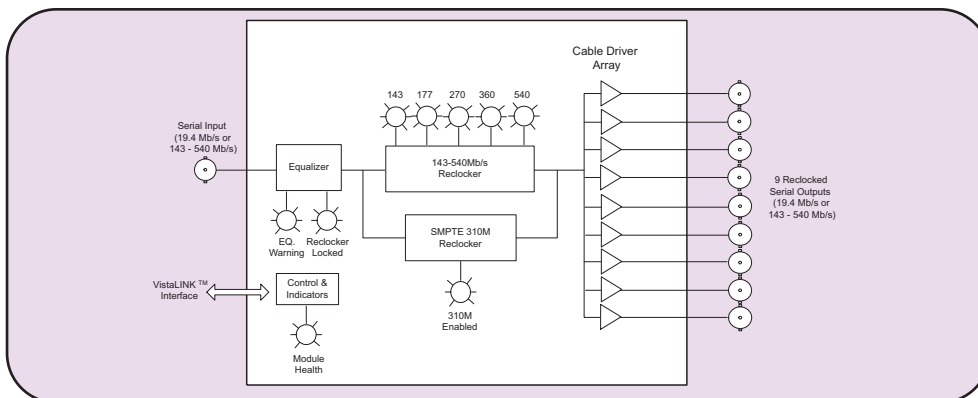 Cable Driver
Array
143 177 270 360 540
Serial Input
(19.4 Mb/s or
143 - 540 Mb/s)
Equalizer
143-540Mb/s
Reclocker
9 Reclocked
Serial Outputs
(19.4 Mb/s or
143 - 540 Mb/s)
SMPTE 310M
Reclocker
EQ.
Warning
Reclocker
Locked
VistaLINK ™
Interface
Control &
Indicators
310M
Enabled
Module
Health